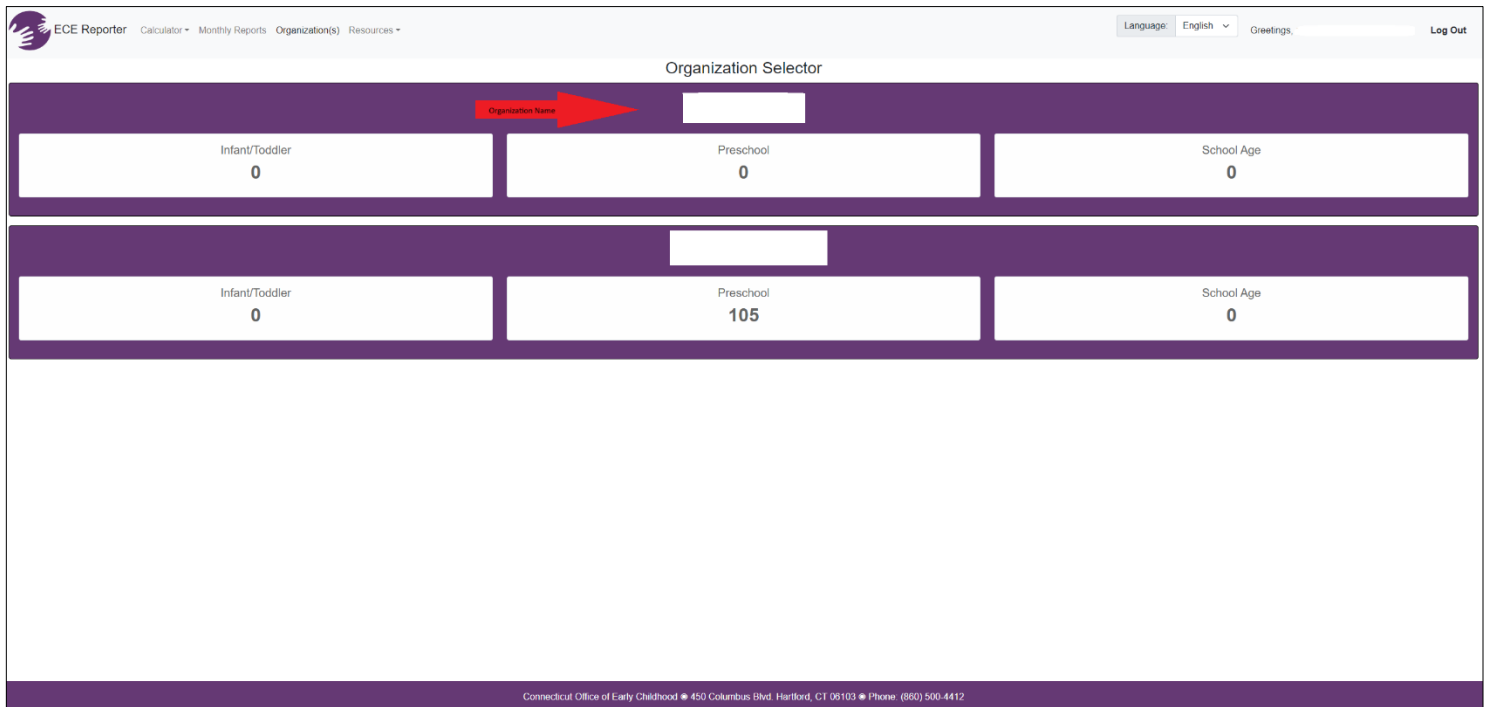 ECE Reporter Calculator Monthly Reports Organization(s) Resources Language: English Greetings, Log Out
Organization Selector
Organization Name
Infant/Toddler Preschool School Age
0 0 0
Infant/Toddler Preschool School Age
0 105 0
Connecticut Office of Early Childhood ◉ 450 Columbus Blvd. Hartford, CT 06103 ◉ Phone: (860) 500-4412